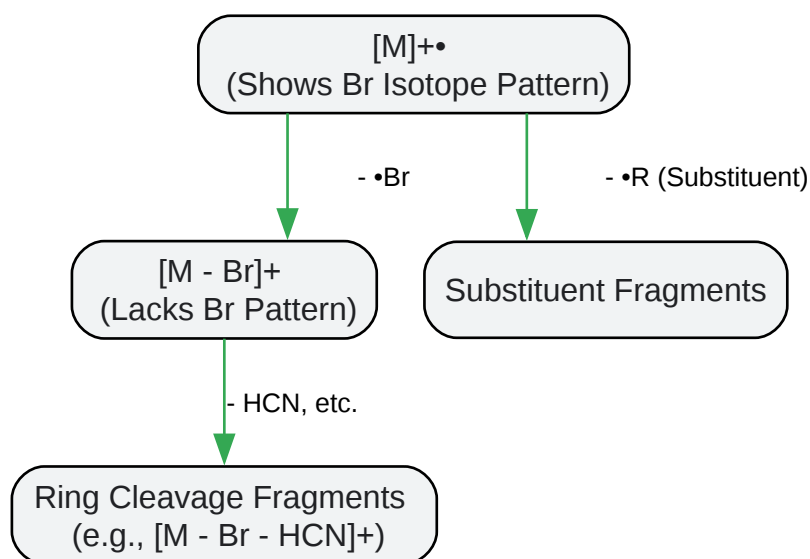 [M]+•
(Shows Br Isotope Pattern)
- •Br
- •R (Substituent)
[M - Br]+
(Lacks Br Pattern)
Substituent Fragments
- HCN, etc.
Ring Cleavage Fragments
(e.g., [M - Br - HCN]+)